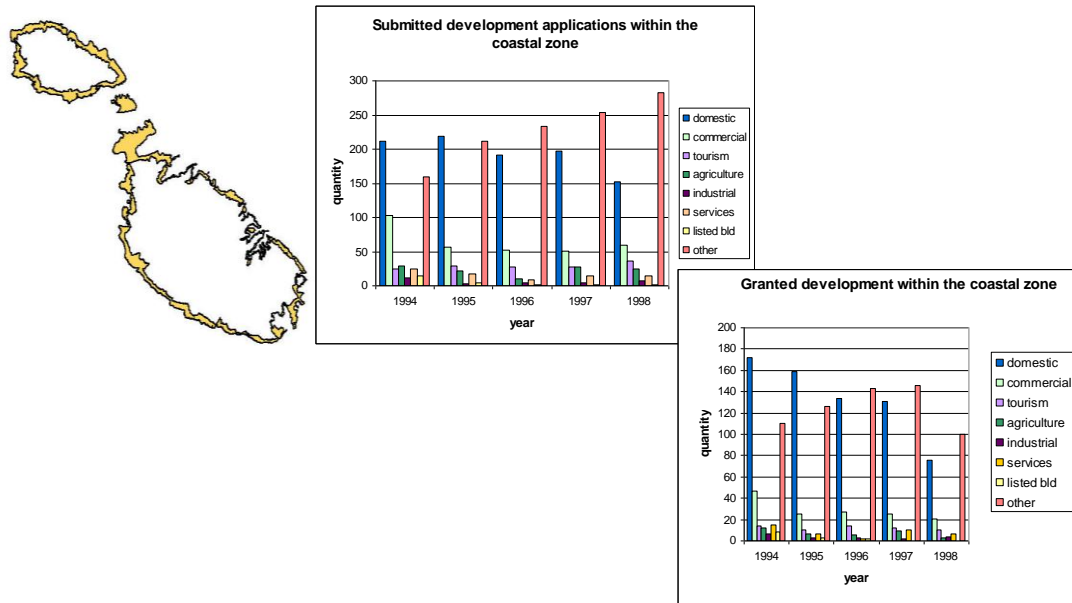 Submitted development applications within the
coastal zone
300
250
200
150
100
50
0
quantity
1994 1995 1996 1997 1998
year
domestic
commercial
tourism
agriculture
industrial
services
listed bld
other
Granted development within the coastal zone
200
180
160
140
120
100
80
60
40
20
0
quantity
1994 1995 1996 1997 1998
year
domestic
commercial
tourism
agriculture
industrial
services
listed bld
other